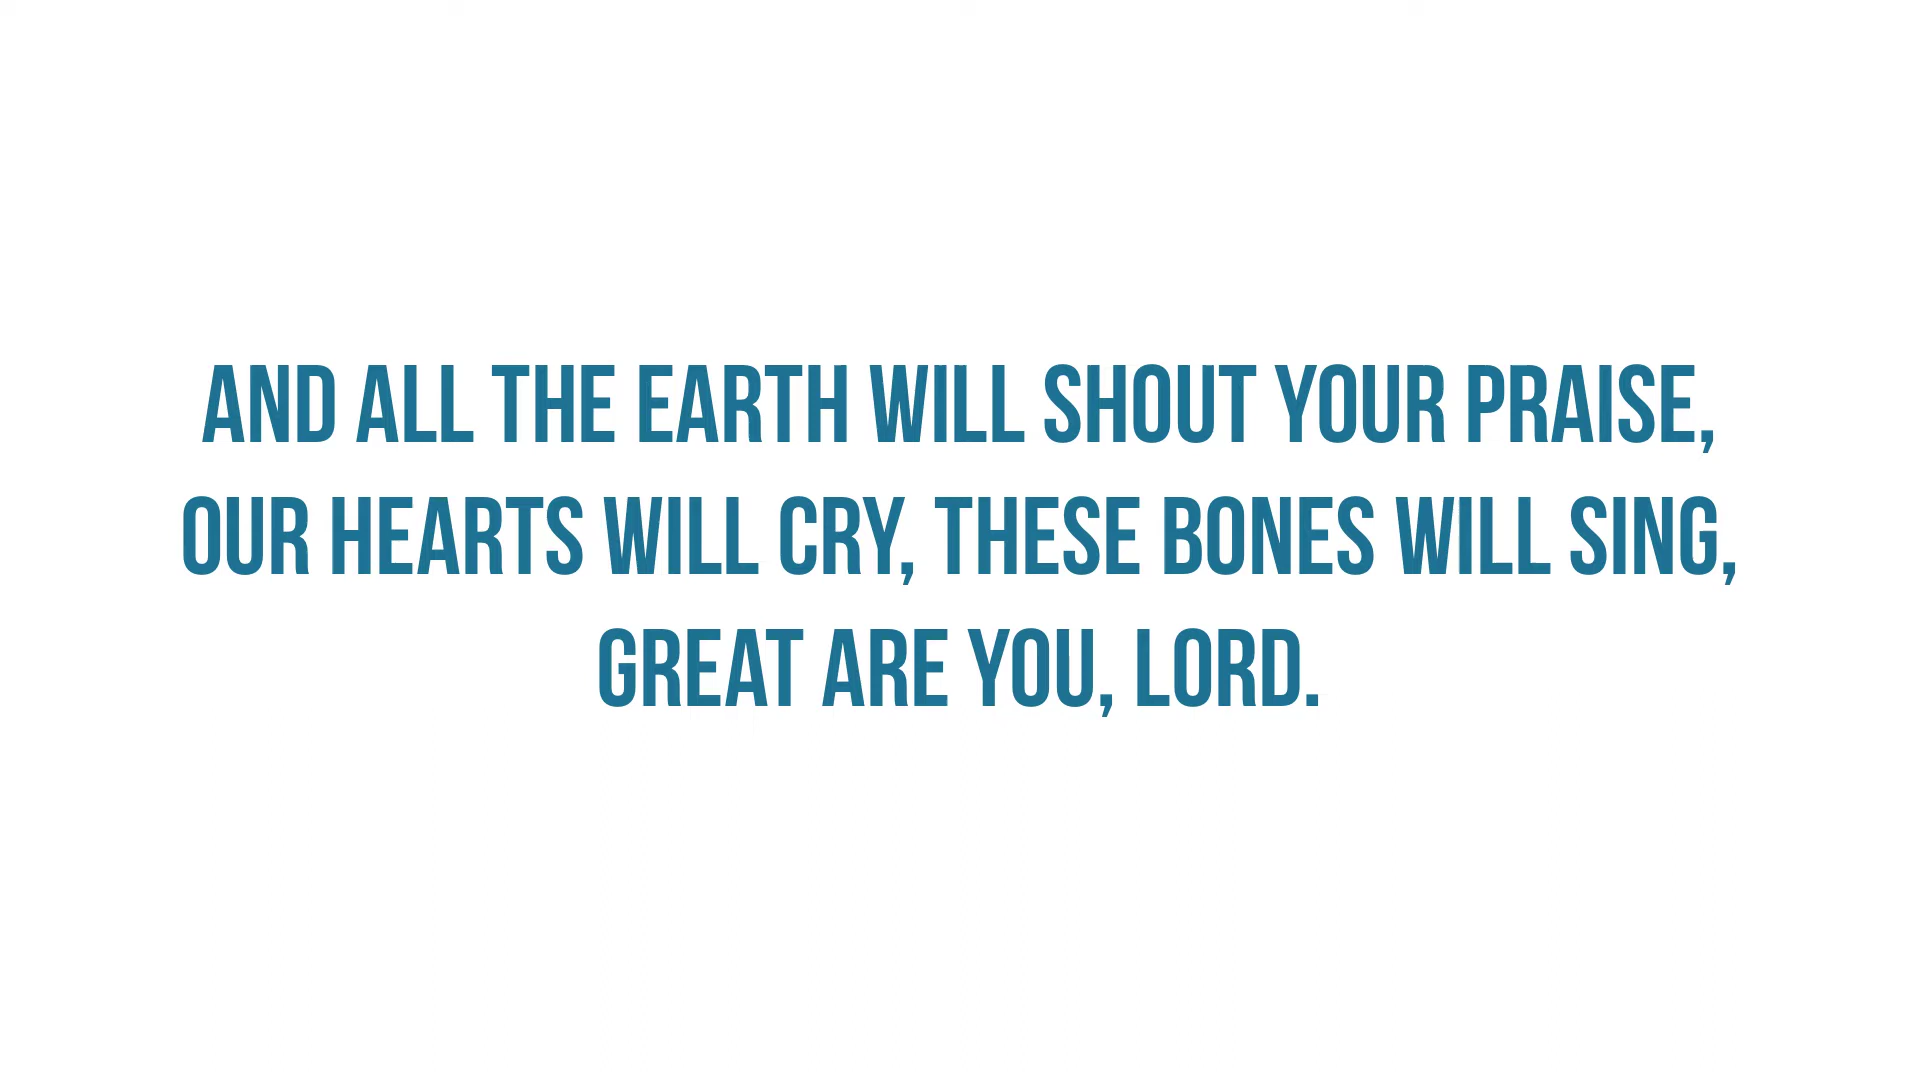 AND ALL THE EARTH WILL SHOUT YOUR PRAISE,
OUR HEARTS WILL CRY, THESE BONES WILL SING,
GREAT ARE YOU, LORD.